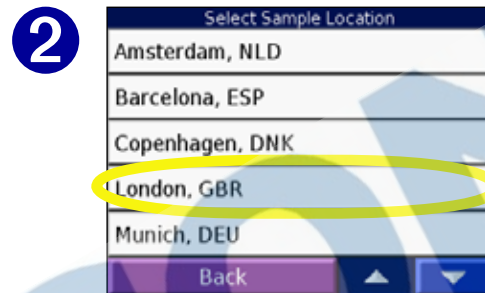 2
Select Sample Location
Amsterdam, NLD
Barcelona, ESP
Copenhagen, DNK
London, GBR
Munich, DEU
Back